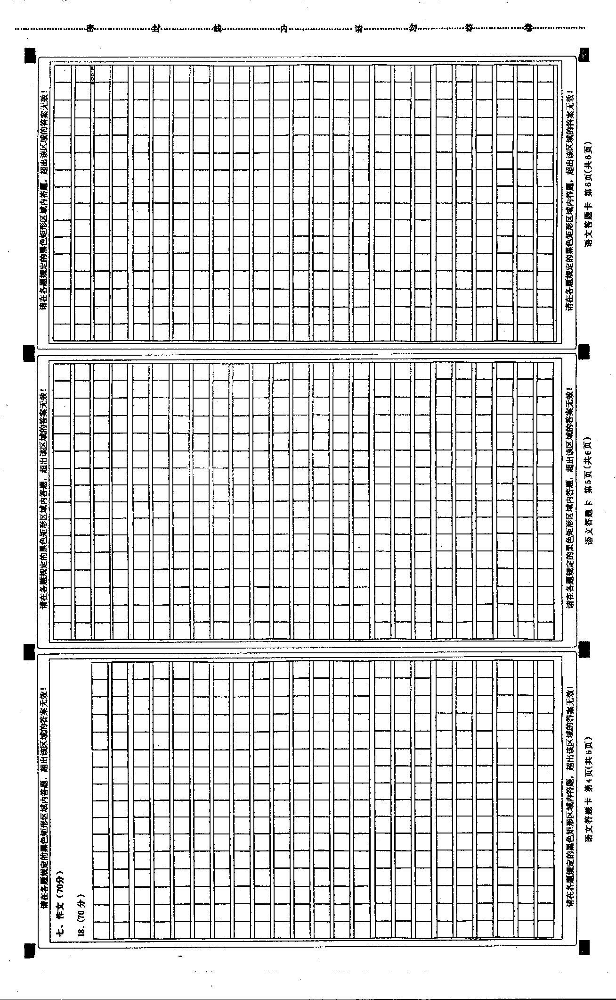 密封线内请勿答卷
请在各题规定的黑色矩形区域内答题，超出该区域的答案无效！
七、作文（70分）
18.（70分）
请在各题规定的黑色矩形区域内答题，超出该区域的答案无效！
语文答题卡 第4页(共6页)
请在各题规定的黑色矩形区域内答题，超出该区域的答案无效！
请在各题规定的黑色矩形区域内答题，超出该区域的答案无效！
语文答题卡 第5页(共6页)
请在各题规定的黑色矩形区域内答题，超出该区域的答案无效！
请在各题规定的黑色矩形区域内答题，超出该区域的答案无效！
语文答题卡 第6页(共6页)